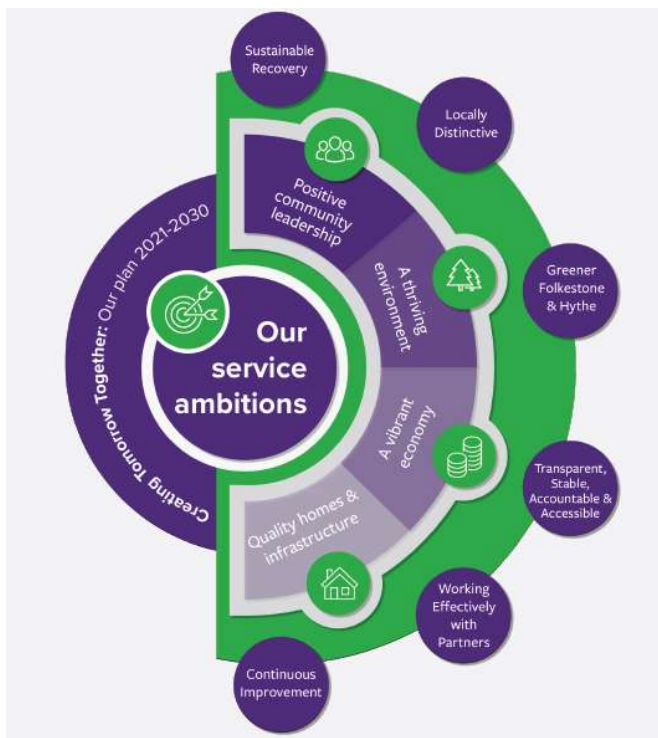 Sustainable
Recovery
Locally
Distinctive
Positive
community
leadership
Creating Tomorrow Together: Our plan 2021-2030
A thriving
environment
Greener
Folkestone
& Hythe
Our
service
ambitions
A vibrant
economy
Transparent,
Stable,
Accountable &
Accessible
Quality homes &
infrastructure
Working
Effectively
with
Partners
Continuous
Improvement